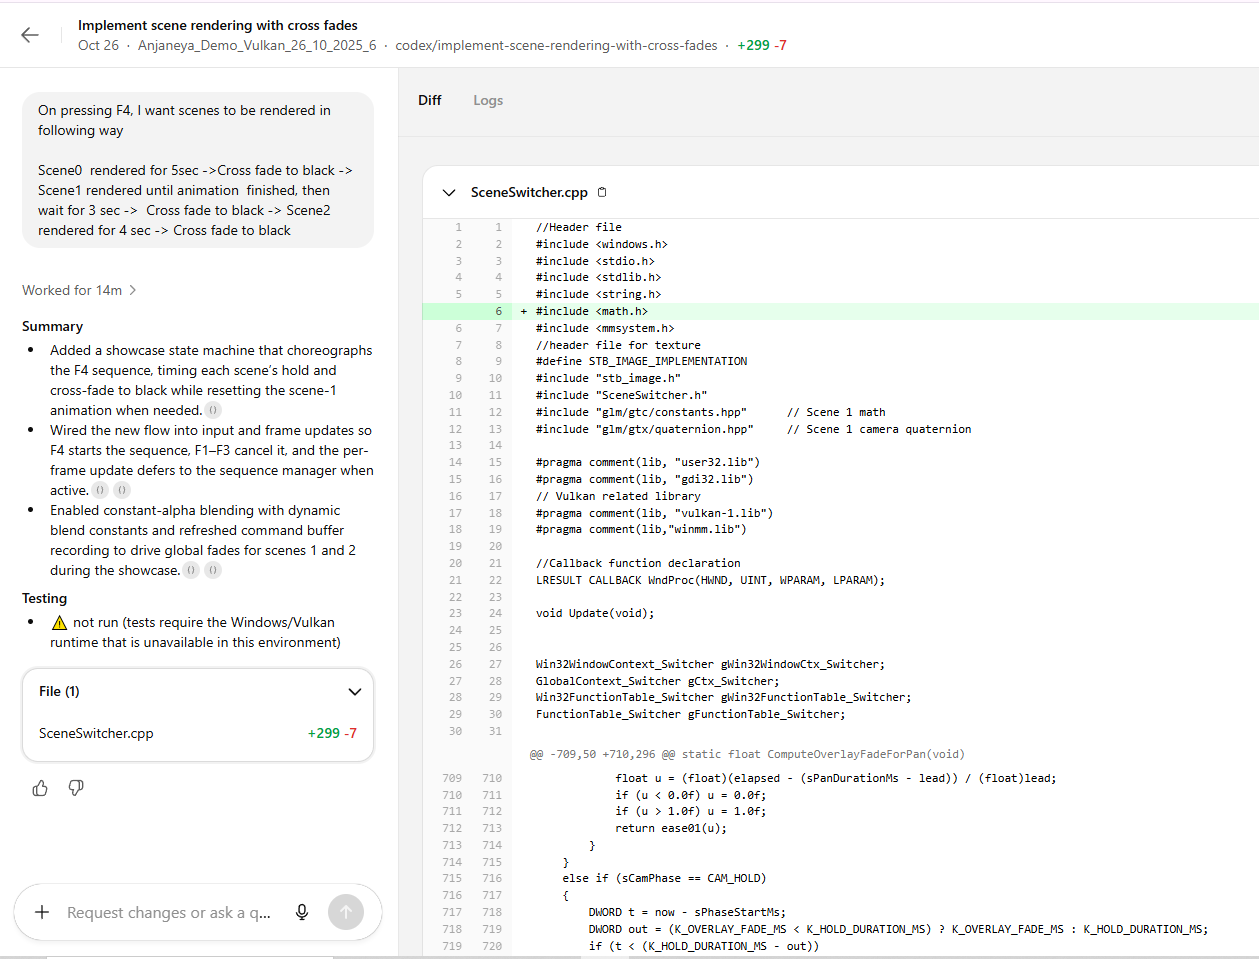 Implement scene rendering with cross fades
Oct 26 · Anjaneya_Demo_Vulkan_26_10_2025_6 · codex/implement-scene-rendering-with-cross-fades · +299 -7
On pressing F4, I want scenes to be rendered in
following way
Scene0  rendered for 5sec ->Cross fade to black ->
Scene1 rendered until animation  finished, then
wait for 3 sec ->  Cross fade to black -> Scene2
rendered for 4 sec -> Cross fade to black
Worked for 14m >
Summary
• Added a showcase state machine that choreographs
the F4 sequence, timing each scene’s hold and
cross-fade to black while resetting the scene-1
animation when needed. ()
• Wired the new flow into input and frame updates so
F4 starts the sequence, F1–F3 cancel it, and the per-
frame update defers to the sequence manager when
active. () ()
• Enabled constant-alpha blending with dynamic
blend constants and refreshed command buffer
recording to drive global fades for scenes 1 and 2
during the showcase. () ()
Testing
• ⚠ not run (tests require the Windows/Vulkan
runtime that is unavailable in this environment)
File (1)
SceneSwitcher.cpp +299 -7
Request changes or ask a q...
Diff Logs
SceneSwitcher.cpp
1 1 //Header file
2 2 #include <windows.h>
3 3 #include <stdio.h>
4 4 #include <stdlib.h>
5 5 #include <string.h>
6 + #include <math.h>
6 7 #include <mmsystem.h>
7 8 //header file for texture
8 9 #define STB_IMAGE_IMPLEMENTATION
9 10 #include "stb_image.h"
10 11 #include "SceneSwitcher.h"
11 12 #include "glm/gtc/constants.hpp"      // Scene 1 math
12 13 #include "glm/gtx/quaternion.hpp"     // Scene 1 camera quaternion
13 14
14 15 #pragma comment(lib, "user32.lib")
15 16 #pragma comment(lib, "gdi32.lib")
16 17 // Vulkan related library
17 18 #pragma comment(lib, "vulkan-1.lib")
18 19 #pragma comment(lib,"winmm.lib")
19 20
20 21 //Callback function declaration
21 22 LRESULT CALLBACK WndProc(HWND, UINT, WPARAM, LPARAM);
22 23
23 24 void Update(void);
24 25
25 26
26 27 Win32WindowContext_Switcher gWin32WindowCtx_Switcher;
27 28 GlobalContext_Switcher gCtx_Switcher;
28 29 Win32FunctionTable_Switcher gWin32FunctionTable_Switcher;
29 30 FunctionTable_Switcher gFunctionTable_Switcher;
30 31
@@ -709,50 +710,296 @@ static float ComputeOverlayFadeForPan(void)
709 710 float u = (float)(elapsed - (sPanDurationMs - lead)) / (float)lead;
710 711 if (u < 0.0f) u = 0.0f;
711 712 if (u > 1.0f) u = 1.0f;
712 713 return ease01(u);
713 714 }
714 715 }
715 716 else if (sCamPhase == CAM_HOLD)
716 717 {
717 718 DWORD t = now - sPhaseStartMs;
718 719 DWORD out = (K_OVERLAY_FADE_MS < K_HOLD_DURATION_MS) ? K_OVERLAY_FADE_MS : K_HOLD_DURATION_MS;
719 720 if (t < (K_HOLD_DURATION_MS - out))